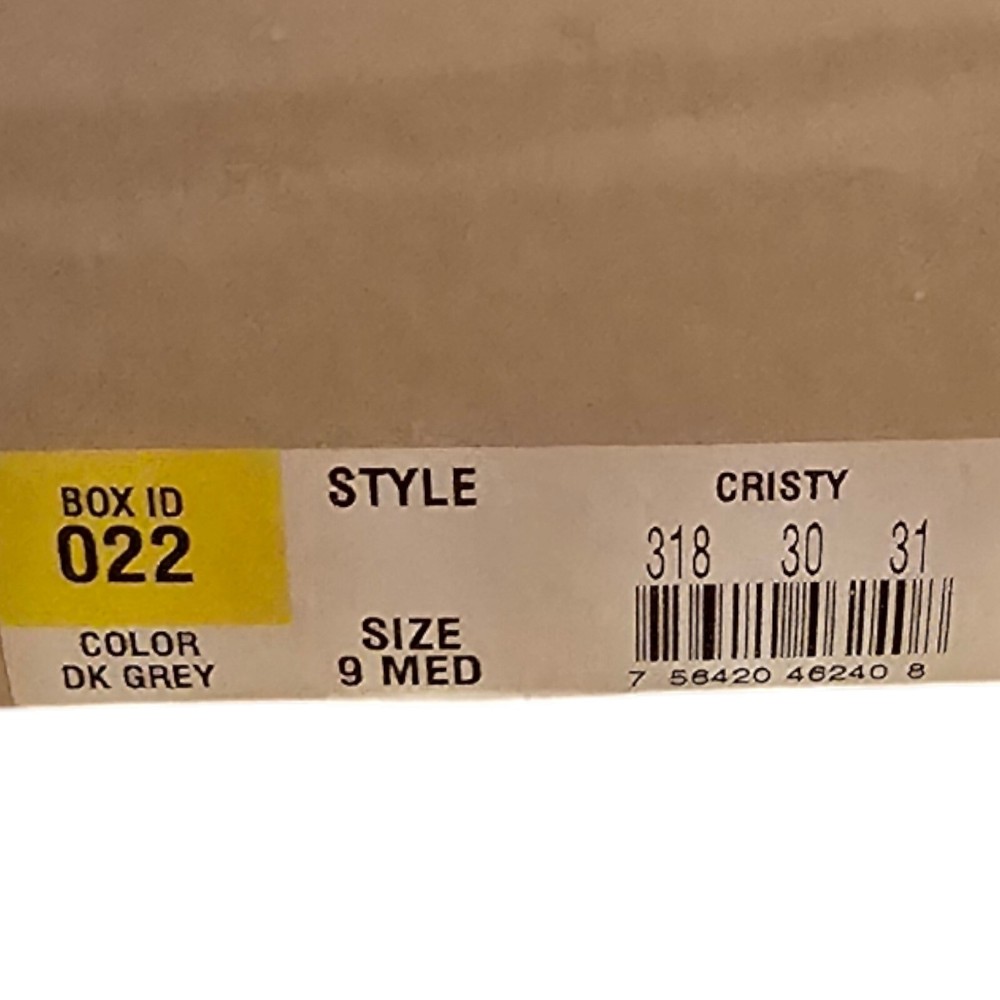 BOX ID
022
COLOR
DK GREY
STYLE
SIZE
9 MED
CRISTY
318 30 31
7 56420 46240 8